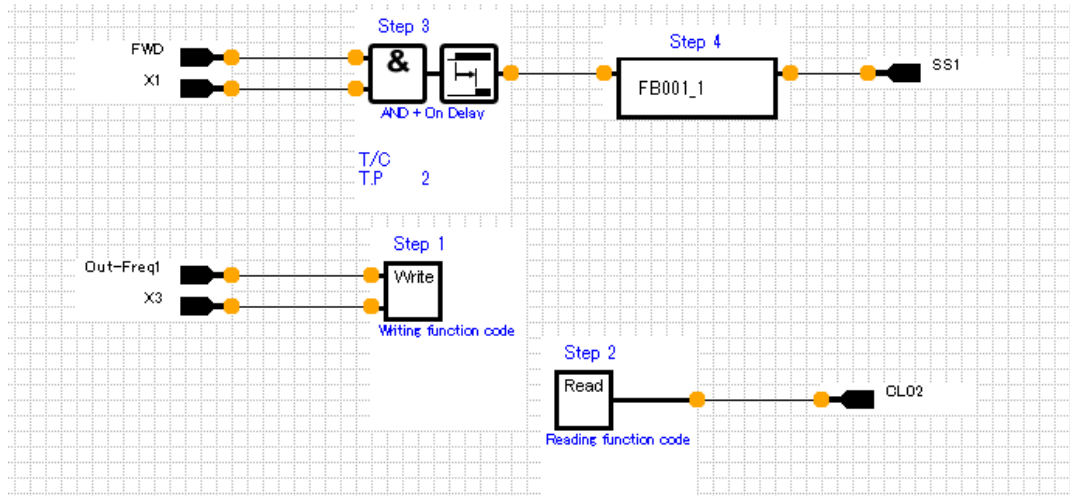 Step 3
FWD
X1
&
AND + On Delay
Step 4
FB001_1
SS1
T/C
T.P 2
Step 1
Out-Freq1
X3
Write
Writing function code
Step 2
Read
CLO2
Reading function code